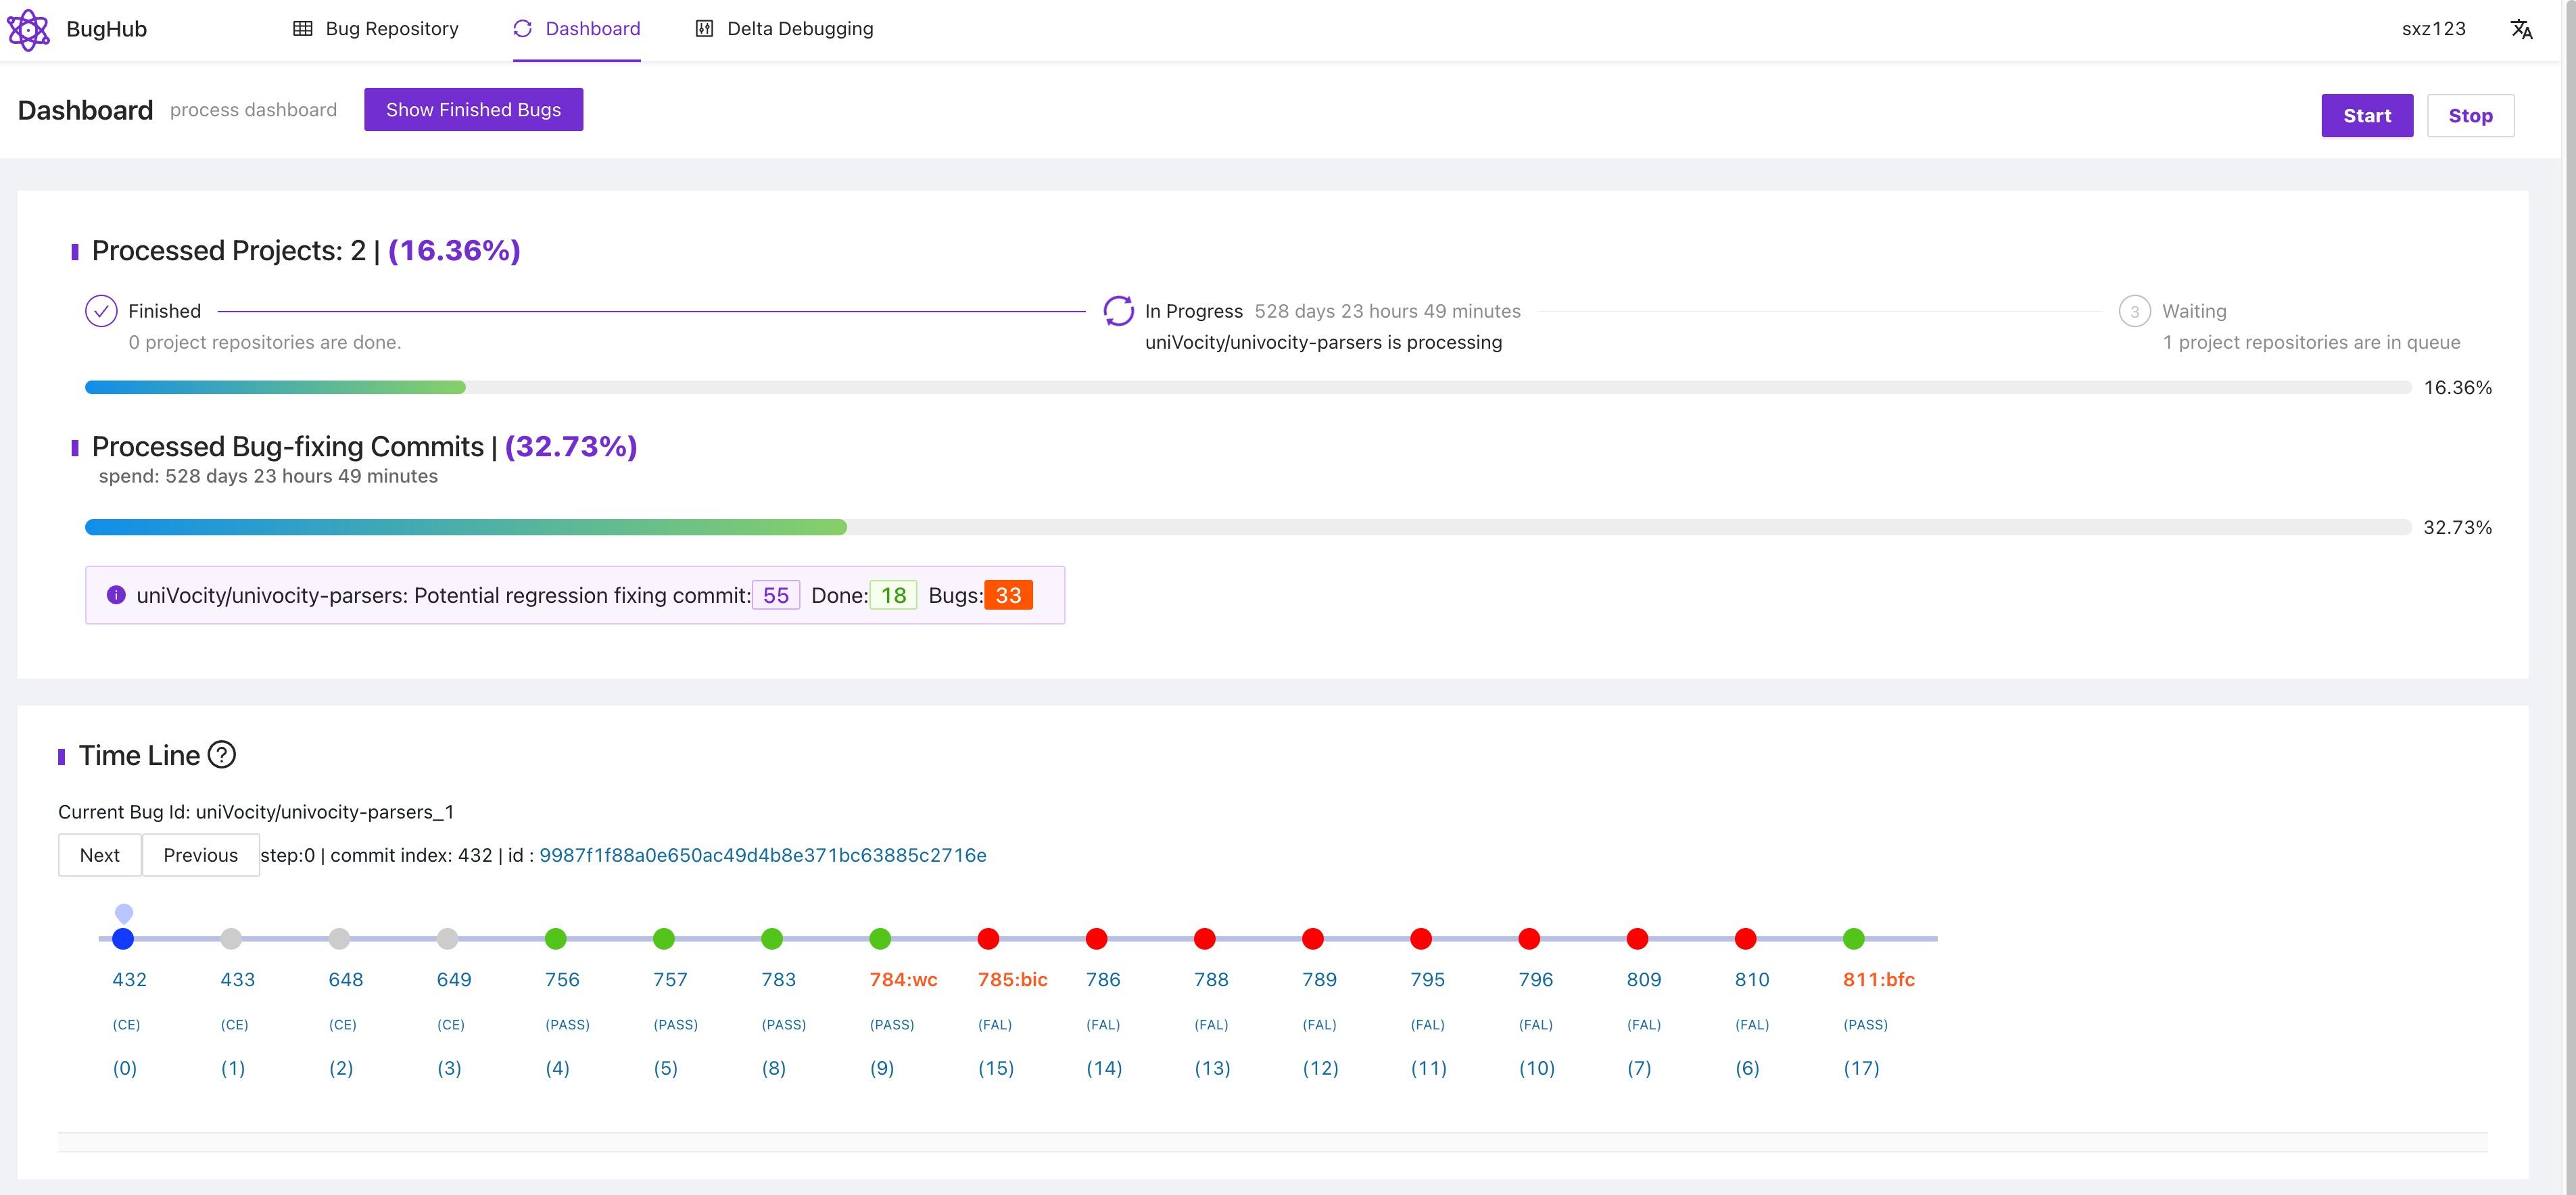 BugHub Bug Repository Dashboard Delta Debugging sxz123
Dashboard process dashboard Show Finished Bugs Start Stop
Processed Projects: 2 | (16.36%)
Finished In Progress 528 days 23 hours 49 minutes 3 Waiting
0 project repositories are done. uniVocity/univocity-parsers is processing 1 project repositories are in queue
16.36%
Processed Bug-fixing Commits | (32.73%)
spend: 528 days 23 hours 49 minutes
32.73%
uniVocity/univocity-parsers: Potential regression fixing commit: 55 Done: 18 Bugs: 33
Time Line ?
Current Bug Id: uniVocity/univocity-parsers_1
Next Previous step:0 | commit index: 432 | id : 9987f1f88a0e650ac49d4b8e371bc63885c2716e
432 433 648 649 756 757 783 784:wc 785:bic 786 788 789 795 796 809 810 811:bfc
(CE) (CE) (CE) (CE) (PASS) (PASS) (PASS) (PASS) (FAL) (FAL) (FAL) (FAL) (FAL) (FAL) (FAL) (FAL) (PASS)
(0) (1) (2) (3) (4) (5) (8) (9) (15) (14) (13) (12) (11) (10) (7) (6) (17)